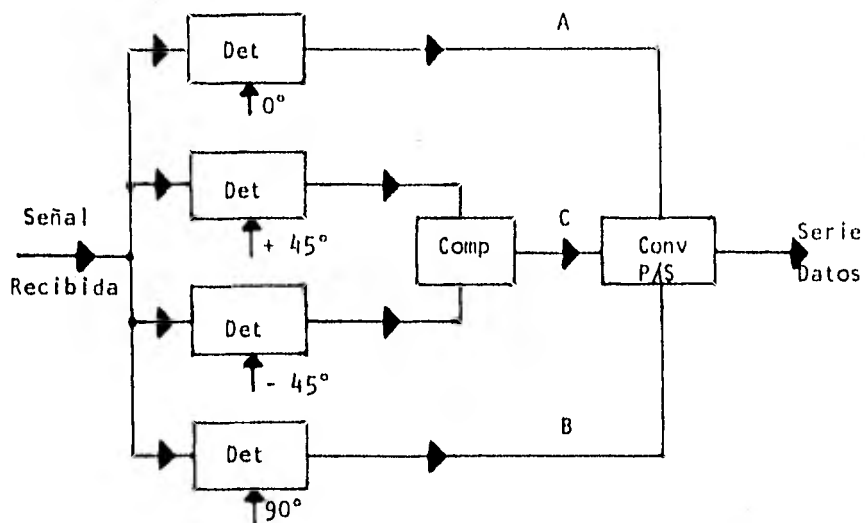 A
Det
0°
Det
Señal
Recibida
+ 45°
Comp
C
Conv
P/S
Serie
Datos
Det
- 45°
B
Det
90°